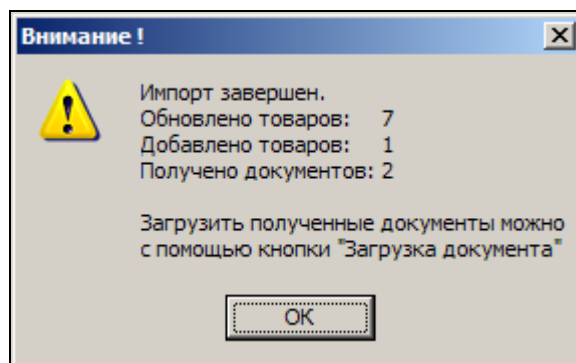 Внимание !
Импорт завершен.
Обновлено товаров: 7
Добавлено товаров: 1
Получено документов: 2
Загрузить полученные документы можно
с помощью кнопки "Загрузка документа"
OK